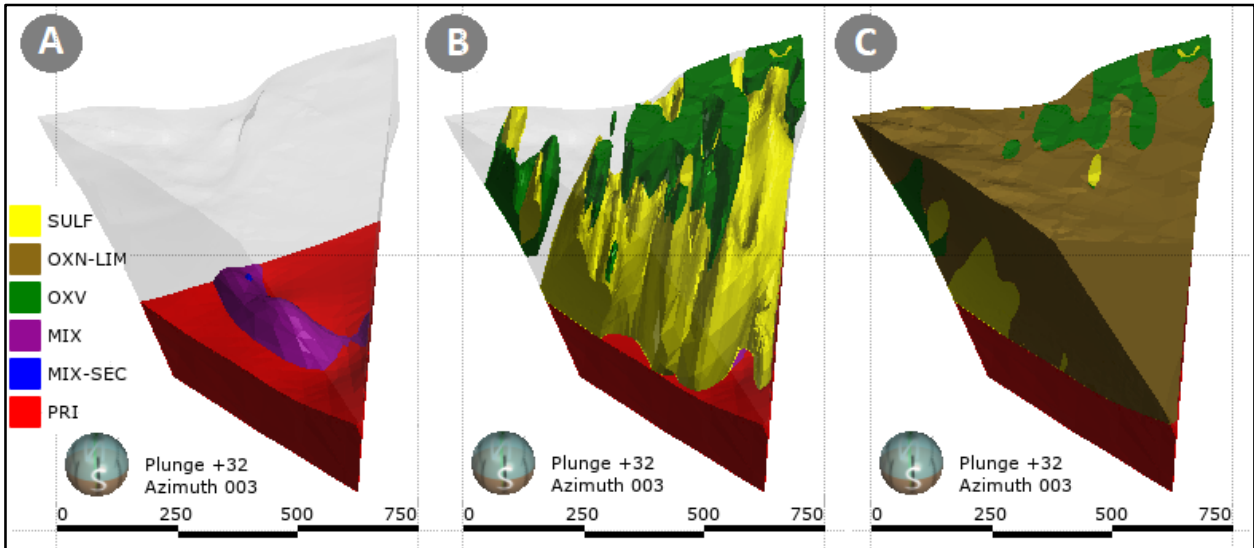 A
B
C
SULF
OXN-LIM
OXV
MIX
MIX-SEC
PRI
S
Plunge +32
Azimuth 003
0 250 500 750
S
Plunge +32
Azimuth 003
0 250 500 750
S
Plunge +32
Azimuth 003
0 250 500 750